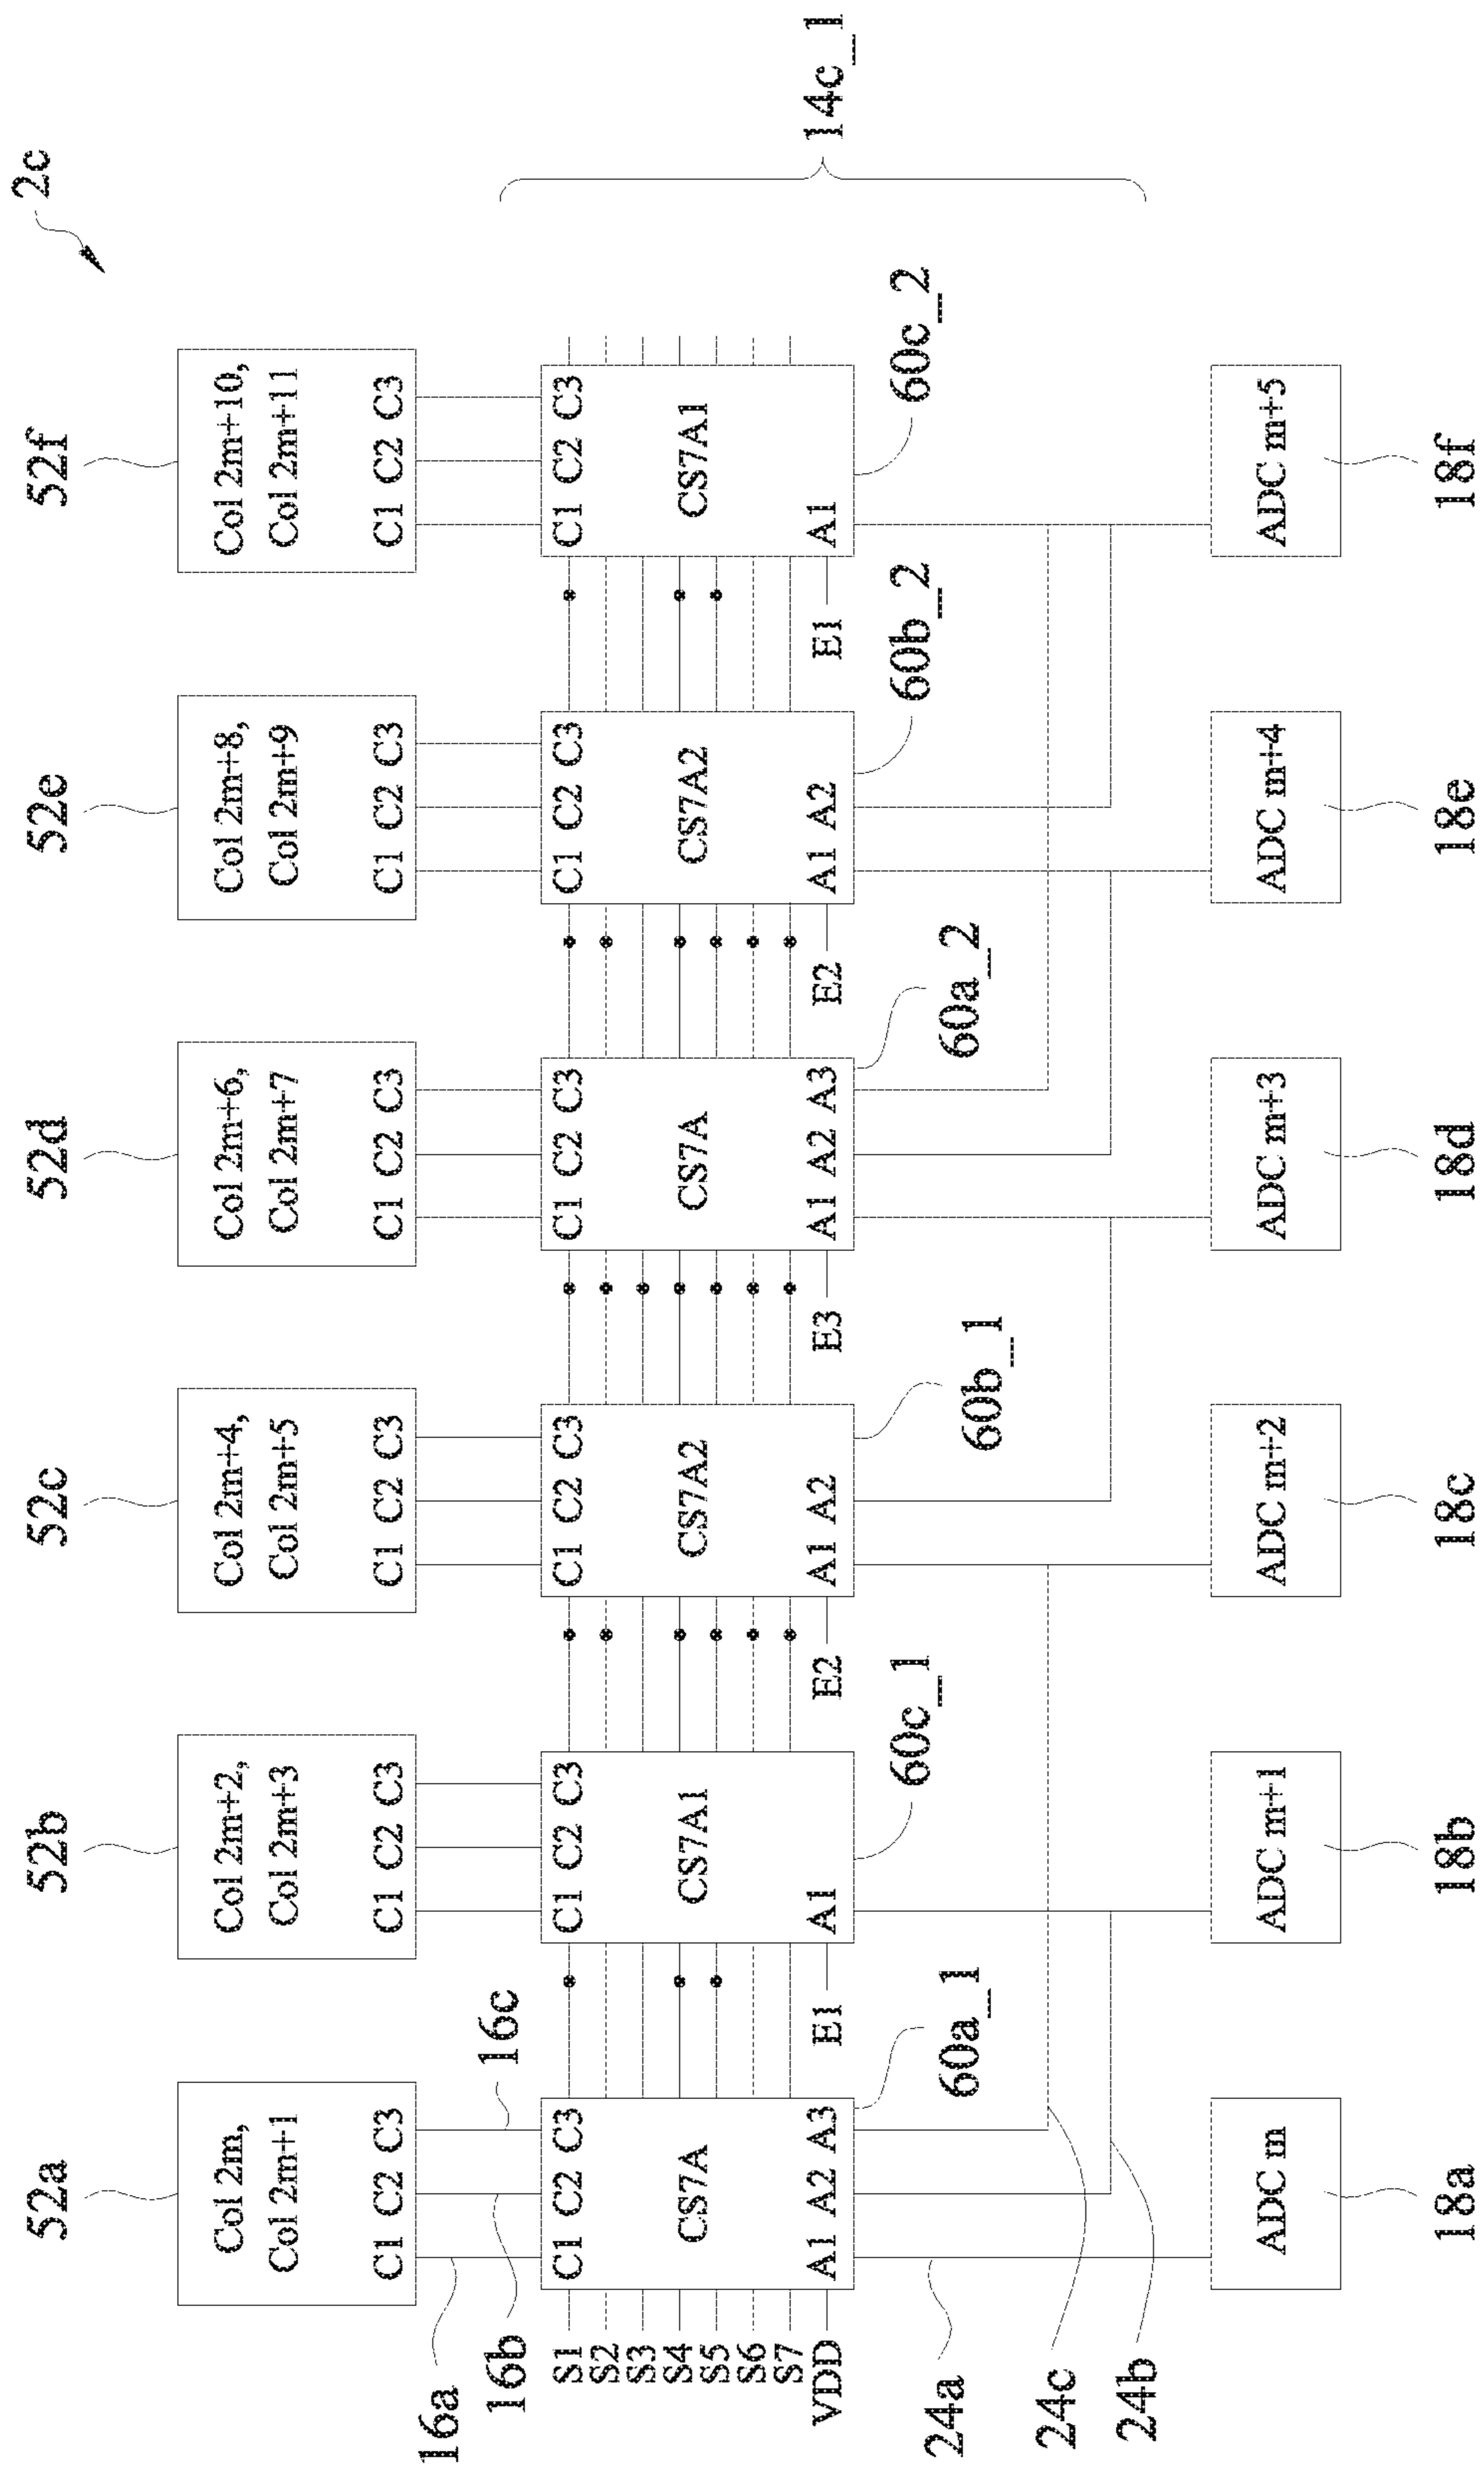 2c
52a 52b 52c 52d 52e 52f
Col 2m, Col 2m+2, Col 2m+4, Col 2m+6, Col 2m+8, Col 2m+10,
Col 2m+1 Col 2m+3 Col 2m+5 Col 2m+7 Col 2m+9 Col 2m+11
C1 C2 C3 C1 C2 C3 C1 C2 C3 C1 C2 C3 C1 C2 C3 C1 C2 C3
16a 16b 16c
C1 C2 C3 C1 C2 C3 C1 C2 C3 C1 C2 C3 C1 C2 C3 C1 C2 C3
S1
S2
S3
S4
S5
S6
S7
CS7A CS7A1 CS7A2 CS7A CS7A2 CS7A1
14c_1
VDD E1 E2 E3 E2 E1
A1 A2 A3 A1 A1 A2 A1 A2 A3 A1 A2 A1
60a_1 60c_1 60b_1 60a_2 60b_2 60c_2
24a 24c 24b
ADC m ADC m+1 ADC m+2 ADC m+3 ADC m+4 ADC m+5
18a 18b 18c 18d 18e 18f